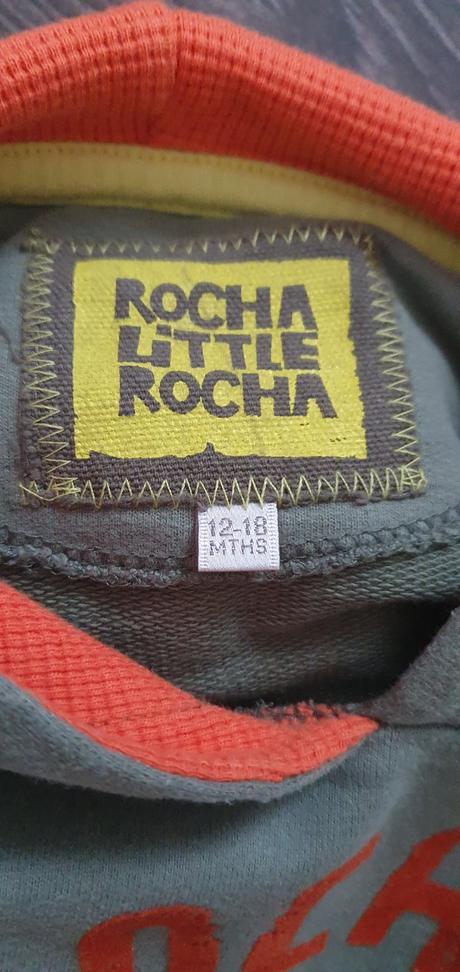 ROCHA
LiTTLE
ROCHA
12-18
MTHS